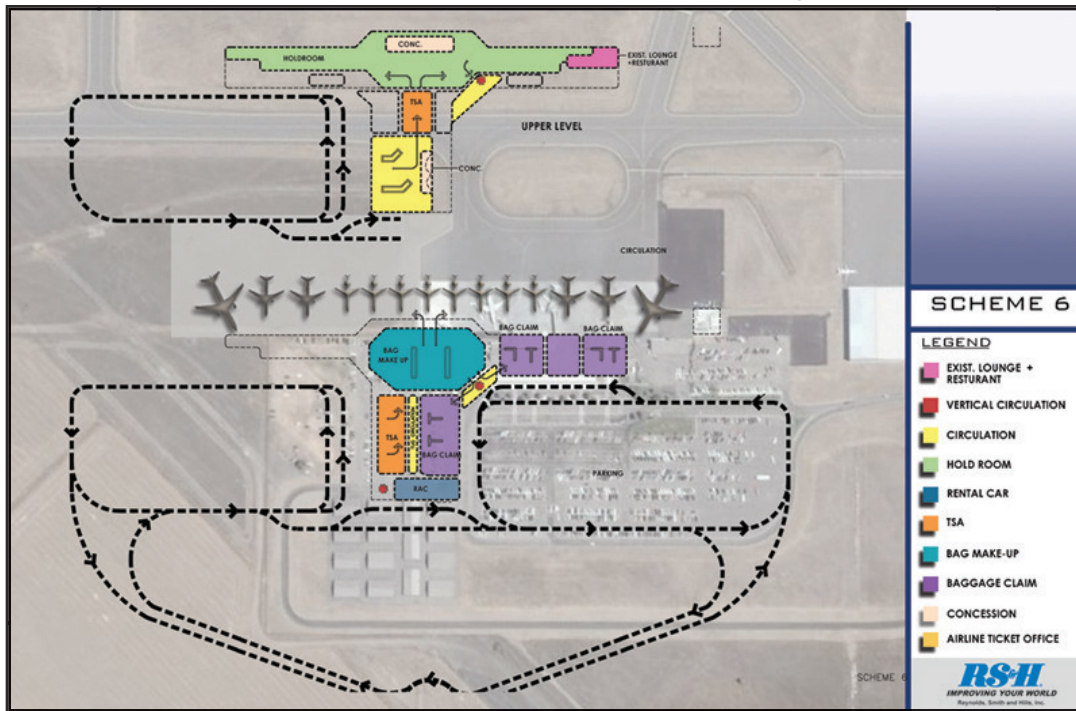 CONC.
HOLDROOM
EXIST. LOUNGE
+RESTURANT
TSA
UPPER LEVEL
CONC.
CIRCULATION
BAG CLAIM
BAG CLAIM
BAG
MAKE UP
TSA
BAG CLAIM
PARKING
RAC
SCHEME 6
SCHEME 6
LEGEND
EXIST. LOUNGE +
RESTURANT
VERTICAL CIRCULATION
CIRCULATION
HOLD ROOM
RENTAL CAR
TSA
BAG MAKE-UP
BAGGAGE CLAIM
CONCESSION
AIRLINE TICKET OFFICE
RS&H
IMPROVING YOUR WORLD
Reynolds, Smith and Hills, Inc.